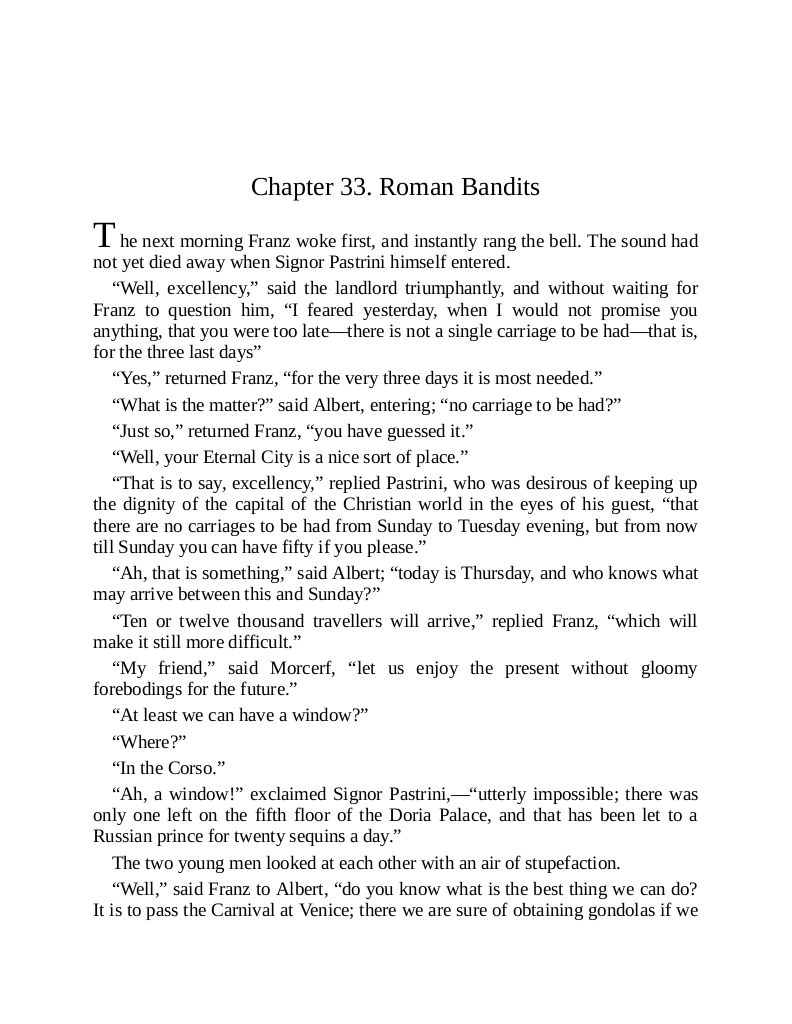 Chapter 33. Roman Bandits
The next morning Franz woke first, and instantly rang the bell. The sound had
not yet died away when Signor Pastrini himself entered.
“Well, excellency,” said the landlord triumphantly, and without waiting for
Franz to question him, “I feared yesterday, when I would not promise you
anything, that you were too late—there is not a single carriage to be had—that is,
for the three last days”
“Yes,” returned Franz, “for the very three days it is most needed.”
“What is the matter?” said Albert, entering; “no carriage to be had?”
“Just so,” returned Franz, “you have guessed it.”
“Well, your Eternal City is a nice sort of place.”
“That is to say, excellency,” replied Pastrini, who was desirous of keeping up
the dignity of the capital of the Christian world in the eyes of his guest, “that
there are no carriages to be had from Sunday to Tuesday evening, but from now
till Sunday you can have fifty if you please.”
“Ah, that is something,” said Albert; “today is Thursday, and who knows what
may arrive between this and Sunday?”
“Ten or twelve thousand travellers will arrive,” replied Franz, “which will
make it still more difficult.”
“My friend,” said Morcerf, “let us enjoy the present without gloomy
forebodings for the future.”
“At least we can have a window?”
“Where?”
“In the Corso.”
“Ah, a window!” exclaimed Signor Pastrini,—“utterly impossible; there was
only one left on the fifth floor of the Doria Palace, and that has been let to a
Russian prince for twenty sequins a day.”
The two young men looked at each other with an air of stupefaction.
“Well,” said Franz to Albert, “do you know what is the best thing we can do?
It is to pass the Carnival at Venice; there we are sure of obtaining gondolas if we